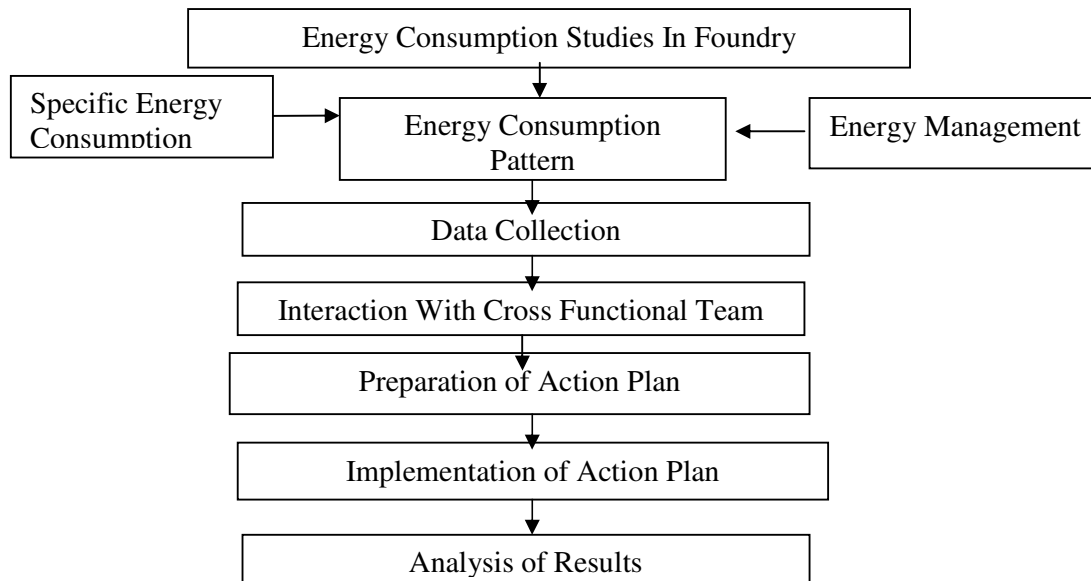 Energy Consumption Studies In Foundry
Specific Energy
Consumption
Energy Consumption
Pattern
Energy Management
Data Collection
Interaction With Cross Functional Team
Preparation of Action Plan
Implementation of Action Plan
Analysis of Results